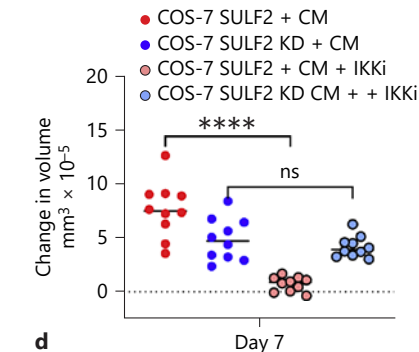 COS-7 SULF2 + CM
COS-7 SULF2 KD + CM
COS-7 SULF2 + CM + IKKi
COS-7 SULF2 KD CM + + IKKi
Change in volume
mm³ × 10⁻⁵
20
15
10
5
0
****
ns
d
Day 7